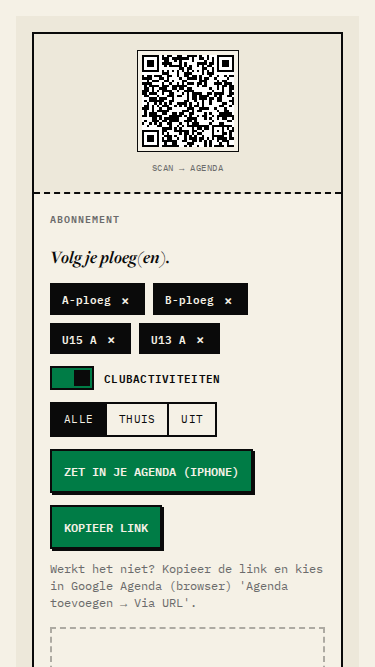 SCAN → AGENDA
ABONNEMENT
Volg je ploeg(en).
A-ploeg × B-ploeg ×
U15 A × U13 A ×
CLUBACTIVITEITEN
ALLE THUIS UIT
ZET IN JE AGENDA (IPHONE)
KOPIEER LINK
Werkt het niet? Kopieer de link en kies
in Google Agenda (browser) 'Agenda
toevoegen → Via URL'.